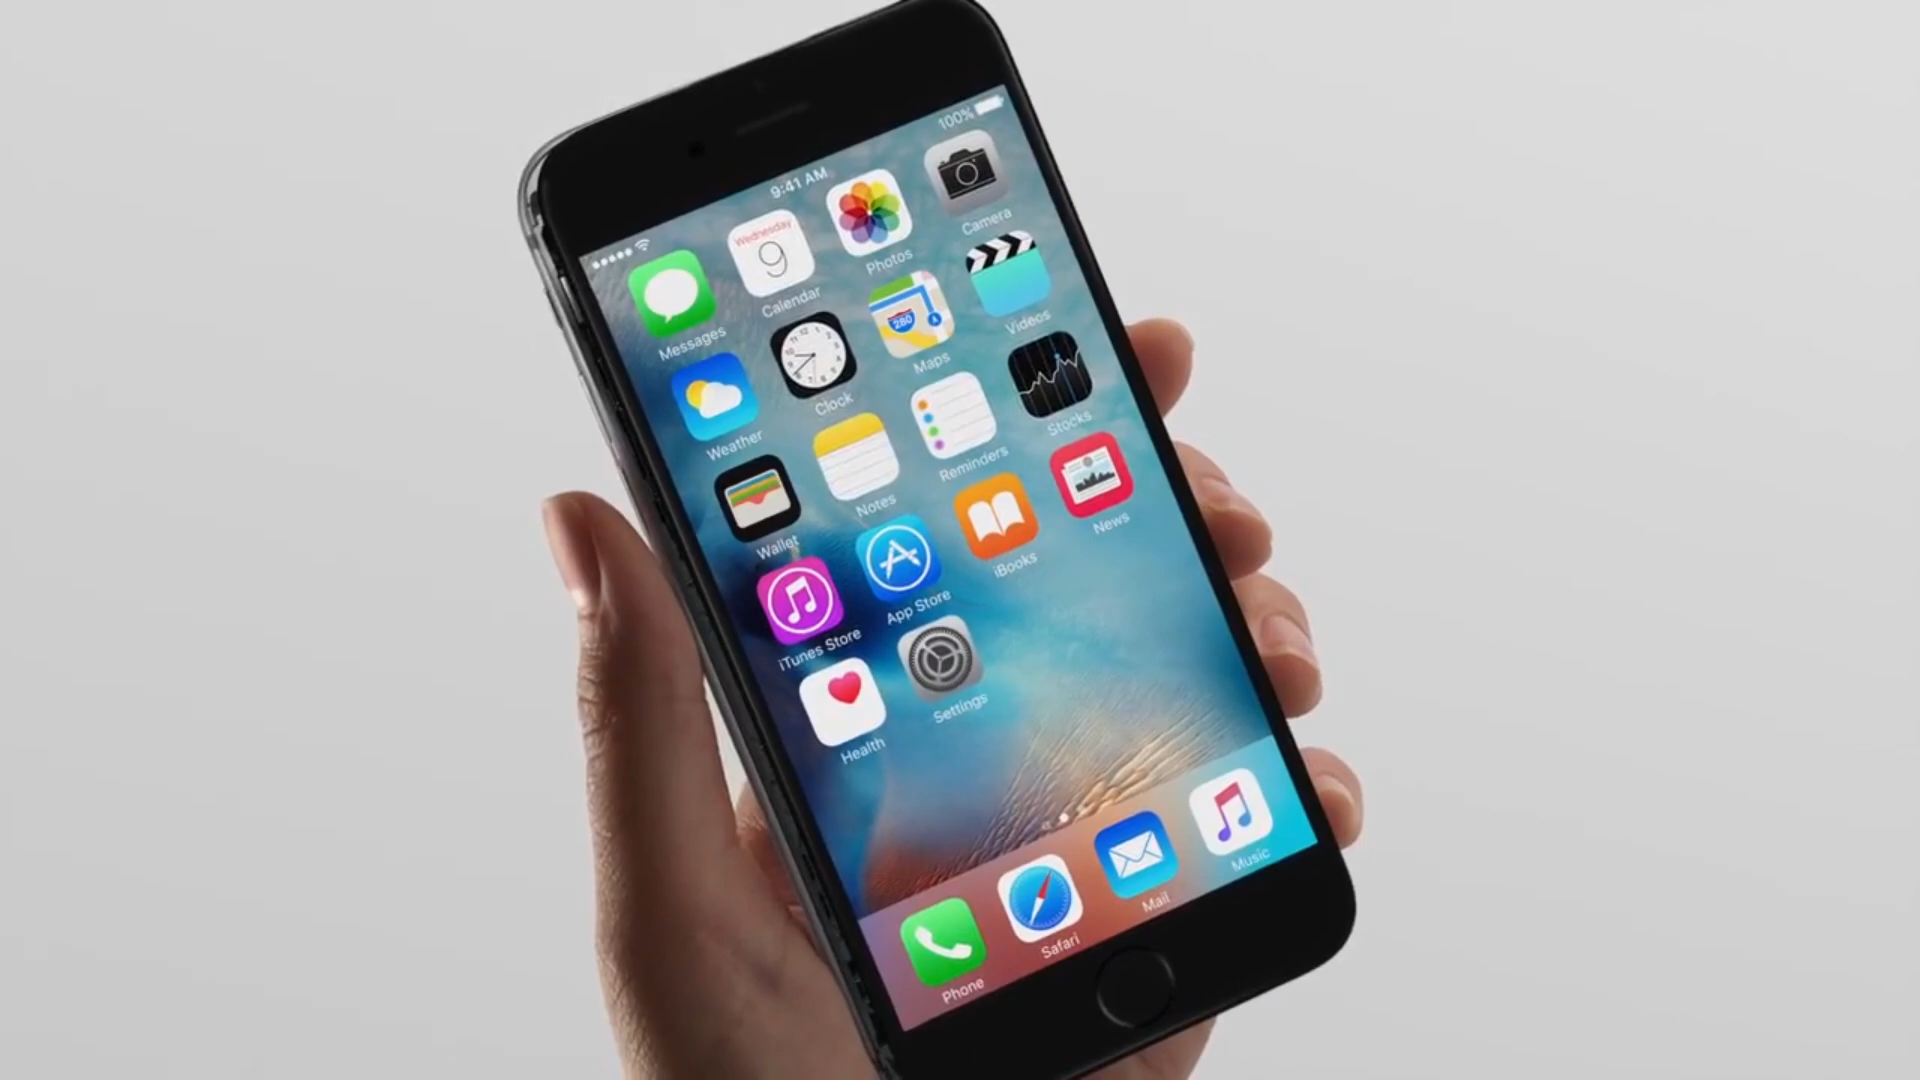 9:41 AM
100%
Messages
Wednesday
9
Calendar
Photos
Camera
Weather
Clock
280
Maps
Videos
Wallet
Notes
Reminders
Stocks
iTunes Store
App Store
iBooks
News
Health
Settings
Phone
Safari
Mail
Music